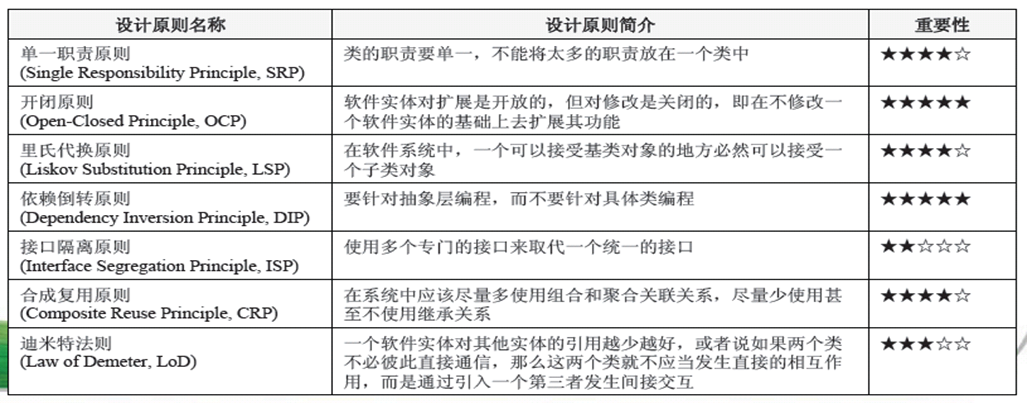 设计原则名称 设计原则简介 重要性
单一职责原则
(Single Responsibility Principle, SRP)
类的职责要单一，不能将太多的职责放在一个类中
★★★★☆
开闭原则
(Open-Closed Principle, OCP)
软件实体对扩展是开放的，但对修改是关闭的，即在不修改一
个软件实体的基础上去扩展其功能
★★★★★
里氏代换原则
(Liskov Substitution Principle, LSP)
在软件系统中，一个可以接受基类对象的地方必然可以接受一
个子类对象
★★★★☆
依赖倒转原则
(Dependency Inversion Principle, DIP)
要针对抽象层编程，而不要针对具体类编程
★★★★★
接口隔离原则
(Interface Segregation Principle, ISP)
使用多个专门的接口来取代一个统一的接口
★★☆☆☆
合成复用原则
(Composite Reuse Principle, CRP)
在系统中应该尽量多使用组合和聚合关联关系，尽量少使用甚
至不使用继承关系
★★★★☆
迪米特法则
(Law of Demeter, LoD)
一个软件实体对其他实体的引用越少越好，或者说如果两个类
不必彼此直接通信，那么这两个类就不应当发生直接的相互作
用，而是通过引入一个第三者发生间接交互
★★★☆☆